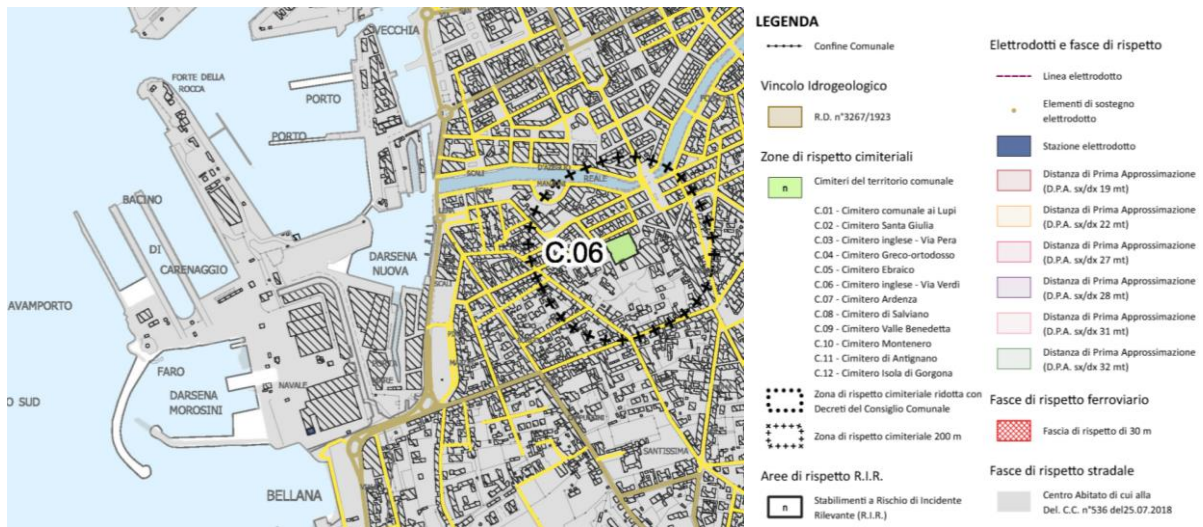 VECCHIA
FORTE DELLA
ROCCA
PORTO
PORTO
SCALI
D'AZEGLIO
REALE
BACINO
DI
CARENAGGIO
DARSENA
NUOVA
C.06
SCALI
AVAMPORTO
FARO
NAVALE
O SUD
DARSENA
MOROSINI
SANTISSIMA
BELLANA
LEGENDA
Confine Comunale
Vincolo Idrogeologico
R.D. n°3267/1923
Zone di rispetto cimiteriali
n
Cimiteri del territorio comunale
C.01 - Cimitero comunale ai Lupi
C.02 - Cimitero Santa Giulia
C.03 - Cimitero inglese - Via Pera
C.04 - Cimitero Greco-ortodosso
C.05 - Cimitero Ebraico
C.06 - Cimitero inglese - Via Verdi
C.07 - Cimitero Ardenza
C.08 - Cimitero di Salviano
C.09 - Cimitero Valle Benedetta
C.10 - Cimitero Montenero
C.11 - Cimitero di Antignano
C.12 - Cimitero Isola di Gorgona
Zona di rispetto cimiteriale ridotta con
Decreti del Consiglio Comunale
Zona di rispetto cimiteriale 200 m
Aree di rispetto R.I.R.
n
Stabilimenti a Rischio di Incidente
Rilevante (R.I.R.)
Elettrodotti e fasce di rispetto
Linea elettrodotto
Elementi di sostegno
elettrodotto
Stazione elettrodotto
Distanza di Prima Approssimazione
(D.P.A. sx/dx 19 mt)
Distanza di Prima Approssimazione
(D.P.A. sx/dx 22 mt)
Distanza di Prima Approssimazione
(D.P.A. sx/dx 27 mt)
Distanza di Prima Approssimazione
(D.P.A. sx/dx 28 mt)
Distanza di Prima Approssimazione
(D.P.A. sx/dx 31 mt)
Distanza di Prima Approssimazione
(D.P.A. sx/dx 32 mt)
Fasce di rispetto ferroviario
Fascia di rispetto di 30 m
Fasce di rispetto stradale
Centro Abitato di cui alla
Del. C.C. n°536 del25.07.2018